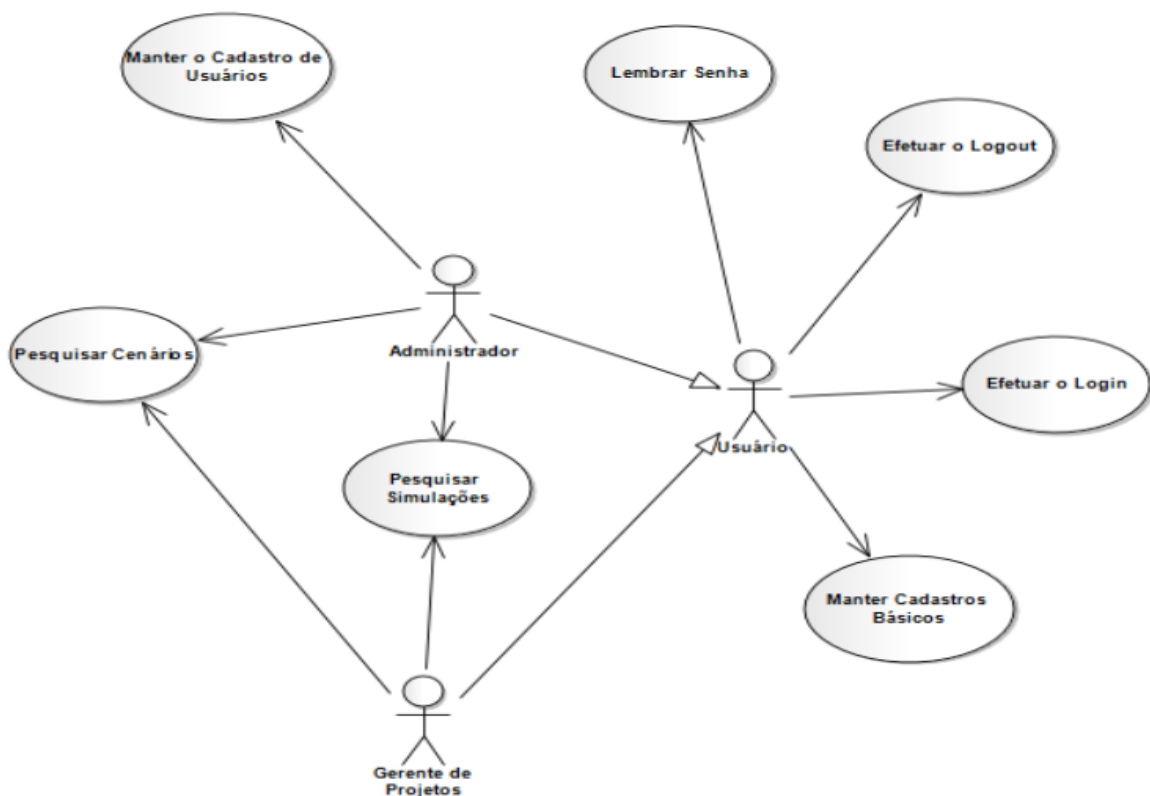 Manter o Cadastro de
Usuários
Lembrar Senha
Efetuar o Logout
Pesquisar Cenários
Administrador
Efetuar o Login
Usuário
Pesquisar
Simulações
Manter Cadastros
Básicos
Gerente de
Projetos